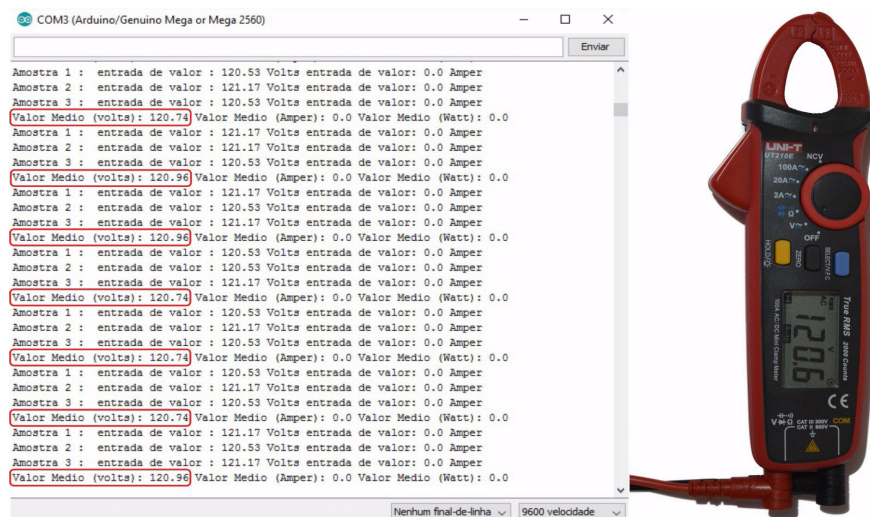 COM3 (Arduino/Genuino Mega or Mega 2560)
Enviar
Amostra 1 : entrada de valor : 120.53 Volts entrada de valor: 0.0 Amper
Amostra 2 : entrada de valor : 121.17 Volts entrada de valor: 0.0 Amper
Amostra 3 : entrada de valor : 120.53 Volts entrada de valor: 0.0 Amper
Valor Medio (volts): 120.74 Valor Medio (Amper): 0.0 Valor Medio (Watt): 0.0
Amostra 1 : entrada de valor : 121.17 Volts entrada de valor: 0.0 Amper
Amostra 2 : entrada de valor : 121.17 Volts entrada de valor: 0.0 Amper
Amostra 3 : entrada de valor : 120.53 Volts entrada de valor: 0.0 Amper
Valor Medio (volts): 120.96 Valor Medio (Amper): 0.0 Valor Medio (Watt): 0.0
Amostra 1 : entrada de valor : 121.17 Volts entrada de valor: 0.0 Amper
Amostra 2 : entrada de valor : 120.53 Volts entrada de valor: 0.0 Amper
Amostra 3 : entrada de valor : 121.17 Volts entrada de valor: 0.0 Amper
Valor Medio (volts): 120.96 Valor Medio (Amper): 0.0 Valor Medio (Watt): 0.0
Amostra 1 : entrada de valor : 120.53 Volts entrada de valor: 0.0 Amper
Amostra 2 : entrada de valor : 120.53 Volts entrada de valor: 0.0 Amper
Amostra 3 : entrada de valor : 121.17 Volts entrada de valor: 0.0 Amper
Valor Medio (volts): 120.74 Valor Medio (Amper): 0.0 Valor Medio (Watt): 0.0
Amostra 1 : entrada de valor : 120.53 Volts entrada de valor: 0.0 Amper
Amostra 2 : entrada de valor : 121.17 Volts entrada de valor: 0.0 Amper
Amostra 3 : entrada de valor : 120.53 Volts entrada de valor: 0.0 Amper
Valor Medio (volts): 120.74 Valor Medio (Amper): 0.0 Valor Medio (Watt): 0.0
Amostra 1 : entrada de valor : 120.53 Volts entrada de valor: 0.0 Amper
Amostra 2 : entrada de valor : 121.17 Volts entrada de valor: 0.0 Amper
Amostra 3 : entrada de valor : 120.53 Volts entrada de valor: 0.0 Amper
Valor Medio (volts): 120.74 Valor Medio (Amper): 0.0 Valor Medio (Watt): 0.0
Amostra 1 : entrada de valor : 121.17 Volts entrada de valor: 0.0 Amper
Amostra 2 : entrada de valor : 120.53 Volts entrada de valor: 0.0 Amper
Amostra 3 : entrada de valor : 121.17 Volts entrada de valor: 0.0 Amper
Valor Medio (volts): 120.96 Valor Medio (Amper): 0.0 Valor Medio (Watt): 0.0
Nenhum final-de-linha
9600 velocidade
UNI-T
UT210E
NCV
100A~
20A~
2A~
Ω
V~
OFF
HOLD
ZERO
SELECT/V.F.C
AC
V
120.6
True RMS 2000 Counts
100A AC/DC Mini Clamp Meter
CE
COM
CAT III 300V
CAT II 600V